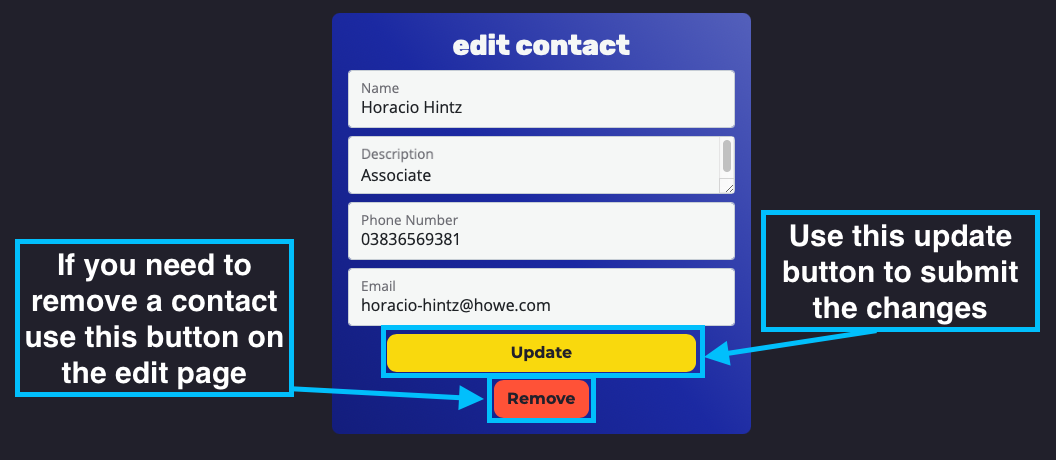 edit contact
Name
Horacio Hintz
Description
Associate
Phone Number
03836569381
Email
horacio-hintz@howe.com
Update
Remove
If you need to
remove a contact
use this button on
the edit page
Use this update
button to submit
the changes